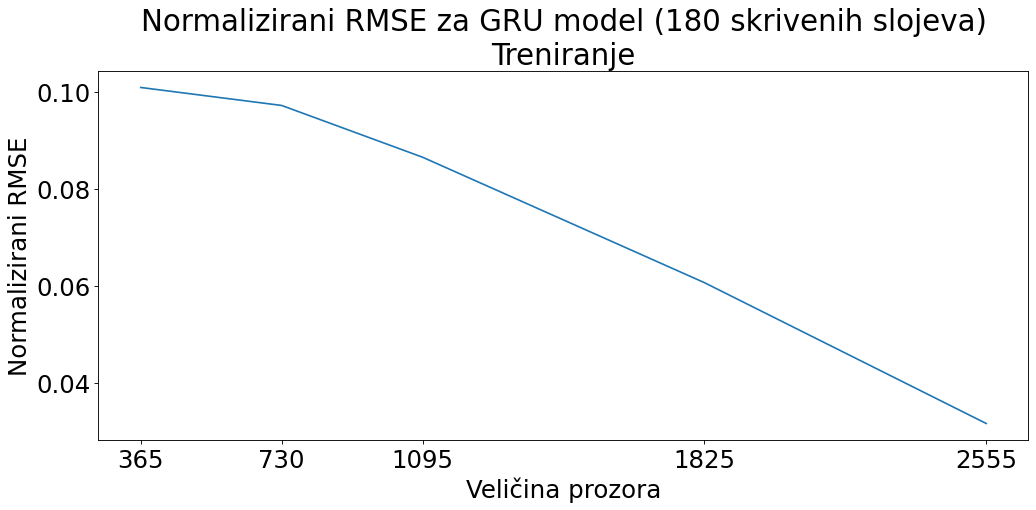 Normalizirani RMSE za GRU model (180 skrivenih slojeva)
Treniranje
Normalizirani RMSE
0.10
0.08
0.06
0.04
365 730 1095 1825 2555
Veličina prozora